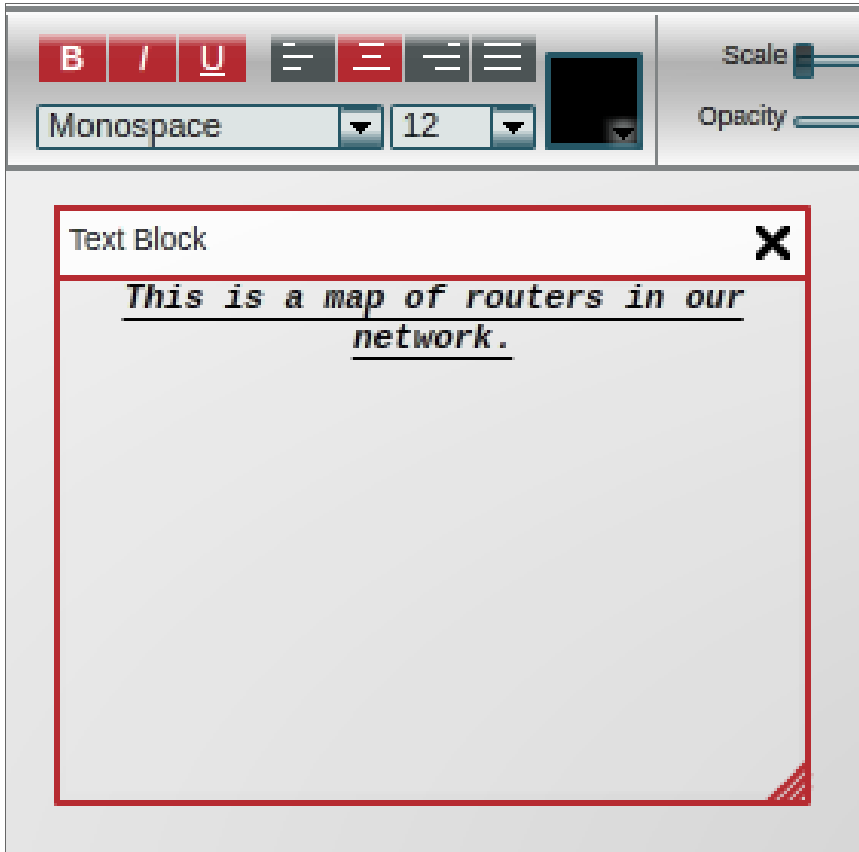 B I U
Scale
Monospace 12
Opacity
Text Block
This is a map of routers in our
network.